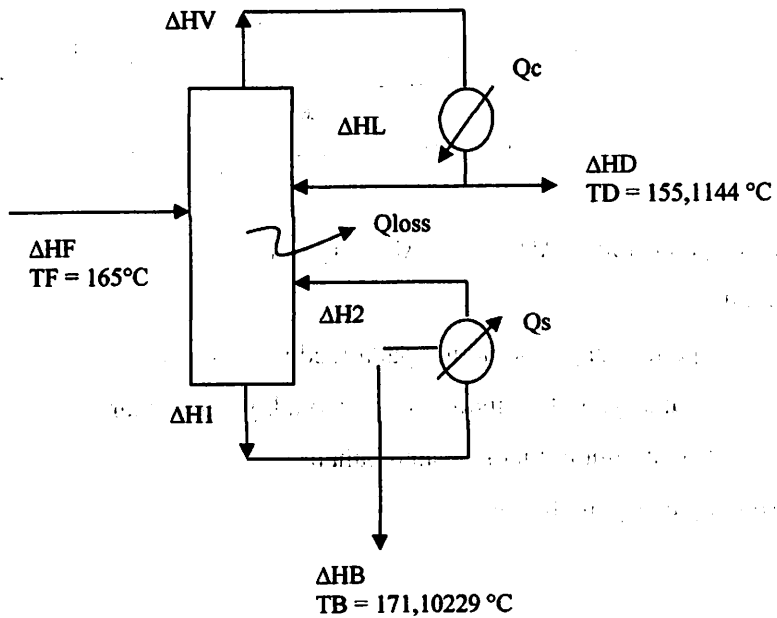 ΔHV
Qc
ΔHL
ΔHD
TD = 155,1144 °C
Qloss
ΔHF
TF = 165°C
ΔH2
Qs
ΔH1
ΔHB
TB = 171,10229 °C